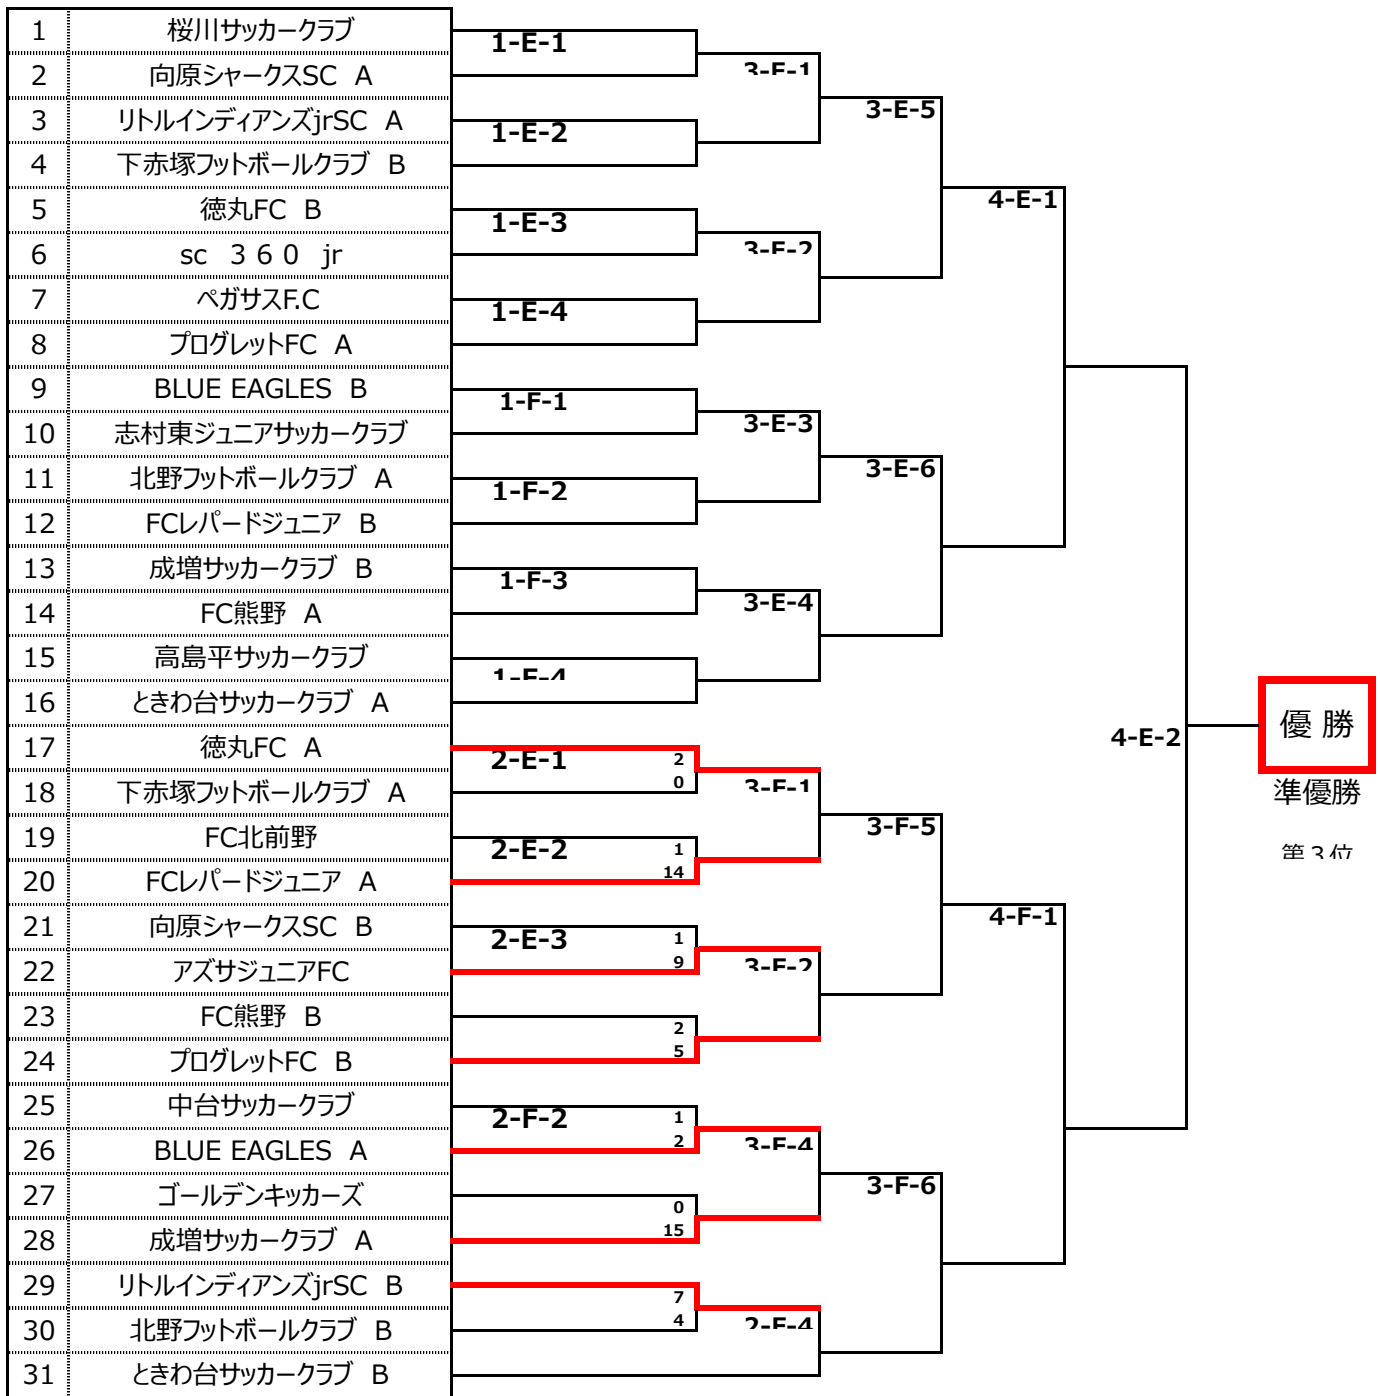 1 桜川サッカークラブ
1-E-1
2 向原シャークスSC A
3 リトルインディアンズjrSC A
3-E-5
1-E-2
4 下赤塚フットボールクラブ B
5 徳丸FC B
4-E-1
1-E-3
6 sc ３６０ jr
7 ペガサスF.C
1-E-4
8 プログレットFC A
9 BLUE EAGLES B
1-F-1
10 志村東ジュニアサッカークラブ
3-E-3
11 北野フットボールクラブ A
3-E-6
1-F-2
12 FCレパードジュニア B
13 成増サッカークラブ B
1-F-3
14 FC熊野 A
3-E-4
15 高島平サッカークラブ
16 ときわ台サッカークラブ A
17 徳丸FC A
優 勝
4-E-2
2-E-1 2
0
18 下赤塚フットボールクラブ A
準優勝
19 FC北前野
3-F-5
2-E-2 1
14
第３位
20 FCレパードジュニア A
21 向原シャークスSC B
4-F-1
2-E-3 1
9
22 アズサジュニアFC
23 FC熊野 B
2
5
24 プログレットFC B
25 中台サッカークラブ
2-F-2 1
2
26 BLUE EAGLES A
27 ゴールデンキッカーズ
3-F-6
0
15
28 成増サッカークラブ A
29 リトルインディアンズjrSC B
7
4
30 北野フットボールクラブ B
31 ときわ台サッカークラブ B